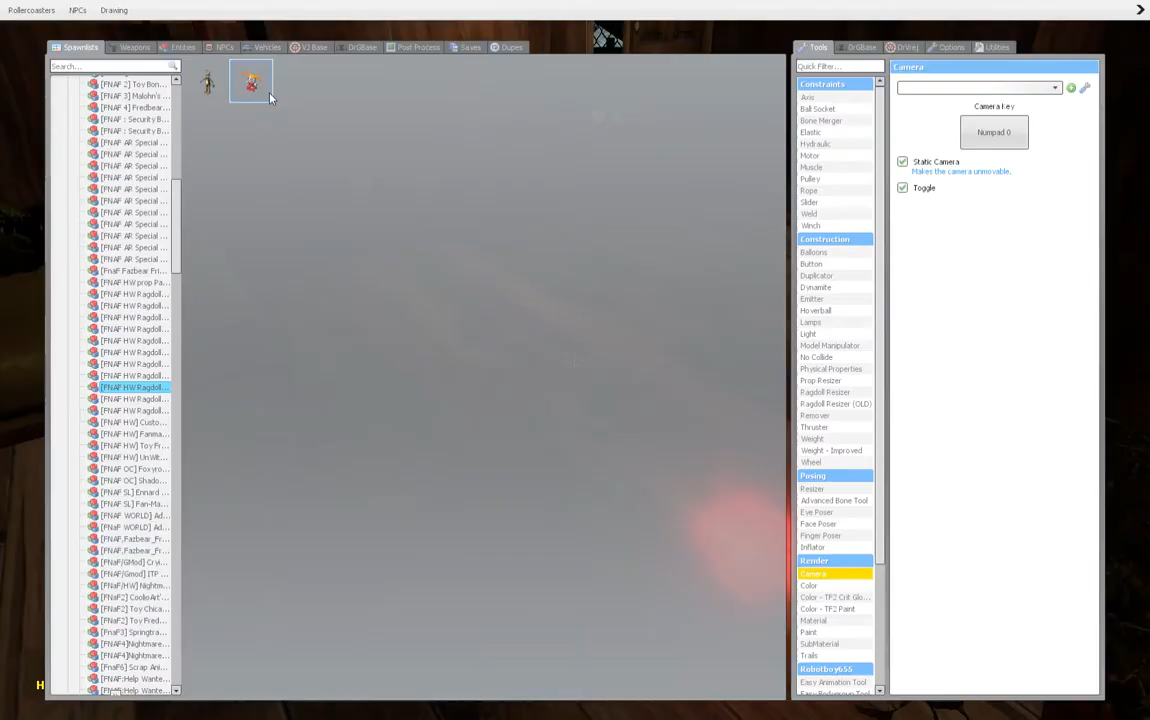 Rollercoasters NPCs Drawing
Spawnlists Weapons Entities NPCs Vehicles VJ Base DrGBase Post Process Saves Dupes
Search...
[FNAF 2] Toy Bon...
[FNAF 3] Malohn's
[FNAF 4] Fredbear...
[FNAF : Security B...
[FNAF : Security B...
[FNAF AR Special ...
[FNAF AR Special ...
[FNAF AR Special ...
[FNAF AR Special ...
[FNAF AR Special ...
[FNAF AR Special ...
[FNAF AR Special ...
[FNAF AR Special ...
[FNAF AR Special ...
[FNAF AR Special ...
[FNAF AR Special ...
[FnaF Fazbear Fri...
[FNAF HW prop Pa...
[FNAF HW Ragdoll...
[FNAF HW Ragdoll...
[FNAF HW Ragdoll...
[FNAF HW Ragdoll...
[FNAF HW Ragdoll...
[FNAF HW Ragdoll...
[FNAF HW Ragdoll...
[FNAF HW Ragdoll...
[FNAF HW Ragdoll...
[FNAF HW Ragdoll...
[FNAF HW Ragdoll...
[FNAF HW] Custo...
[FNAF HW] Fanma...
[FNAF HW] Toy Fr...
[FNAF HW] UnWit...
[FNAF OC] Foxyro...
[FNAF OC] Shado...
[FNAF SL] Ennard ...
[FNAF SL] Fan-Ma...
[FNAF WORLD] Ad...
[FNaF WORLD] Ad...
[FNAF,Fazbear_Fr...
[FNAF,Fazbear_Fr...
[FNaF/GMod] Cryi...
[FNAF/Gmod] ITP ...
[FNaF/HW] Nightm...
[FNaF2] CoolioArt'...
[FNaF2] Toy Chica...
[FNaF2] Toy Fred...
[FnaF3] Springtra...
[FNAF4]Nightmare...
[FNAF4]Nightmare...
[FnaF6] Scrap Ani...
[FNAF:Help Wante...
[FNAF:Help Wante...
H
Tools DrGBase DrVrej Options Utilities
Quick Filter...
Constraints
Axis
Ball Socket
Bone Merger
Elastic
Hydraulic
Motor
Muscle
Pulley
Rope
Slider
Weld
Winch
Construction
Balloons
Button
Duplicator
Dynamite
Emitter
Hoverball
Lamps
Light
Model Manipulator
No Collide
Physical Properties
Prop Resizer
Ragdoll Resizer
Ragdoll Resizer (OLD)
Remover
Thruster
Weight
Weight - Improved
Wheel
Posing
Resizer
Advanced Bone Tool
Eye Poser
Face Poser
Finger Poser
Inflator
Render
Camera
Color
Color - TF2 Crit Glo...
Color - TF2 Paint
Material
Paint
SubMaterial
Trails
Robotboy655
Easy Animation Tool
Easy Bodygroup Tool
Camera
Camera Key
Numpad 0
Static Camera
Makes the camera unmovable.
Toggle